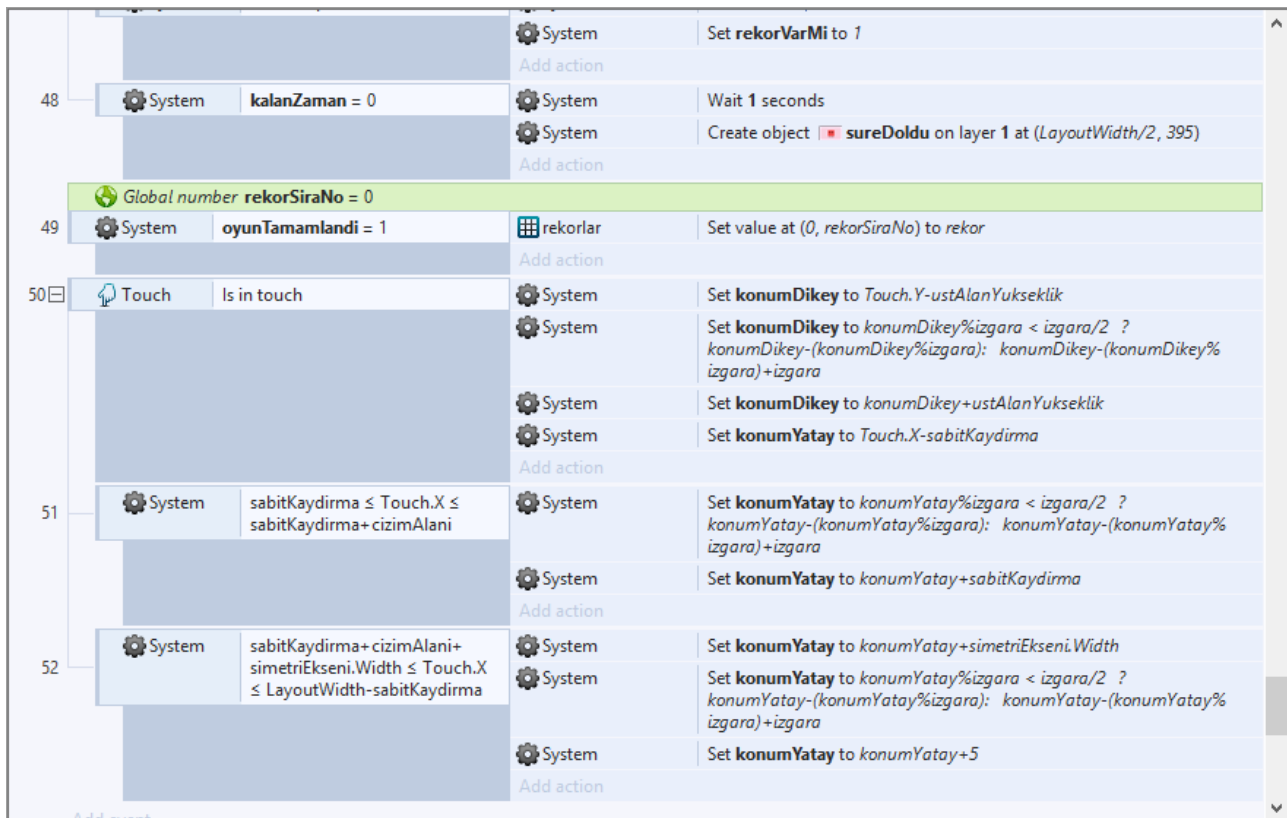 System Set rekorVarMi to 1
Add action
48 System kalanZaman = 0 System Wait 1 seconds
System Create object sureDoldu on layer 1 at (LayoutWidth/2, 395)
Add action
Global number rekorSiraNo = 0
49 System oyunTamamlandi = 1 rekorlar Set value at (0, rekorSiraNo) to rekor
Add action
50 Touch Is in touch System Set konumDikey to Touch.Y-ustAlanYukseklik
System Set konumDikey to konumDikey%izgara < izgara/2 ?
konumDikey-(konumDikey%izgara): konumDikey-(konumDikey%
izgara)+izgara
System Set konumDikey to konumDikey+ustAlanYukseklik
System Set konumYatay to Touch.X-sabitKaydirma
Add action
51 System sabitKaydirma ≤ Touch.X ≤ System Set konumYatay to konumYatay%izgara < izgara/2 ?
sabitKaydirma+cizimAlani konumYatay-(konumYatay%izgara): konumYatay-(konumYatay%
izgara)+izgara
System Set konumYatay to konumYatay+sabitKaydirma
Add action
52 System sabitKaydirma+cizimAlani+ System Set konumYatay to konumYatay+simetriEkseni.Width
simetriEkseni.Width ≤ Touch.X System Set konumYatay to konumYatay%izgara < izgara/2 ?
≤ LayoutWidth-sabitKaydirma konumYatay-(konumYatay%izgara): konumYatay-(konumYatay%
izgara)+izgara
System Set konumYatay to konumYatay+5
Add action
Add event